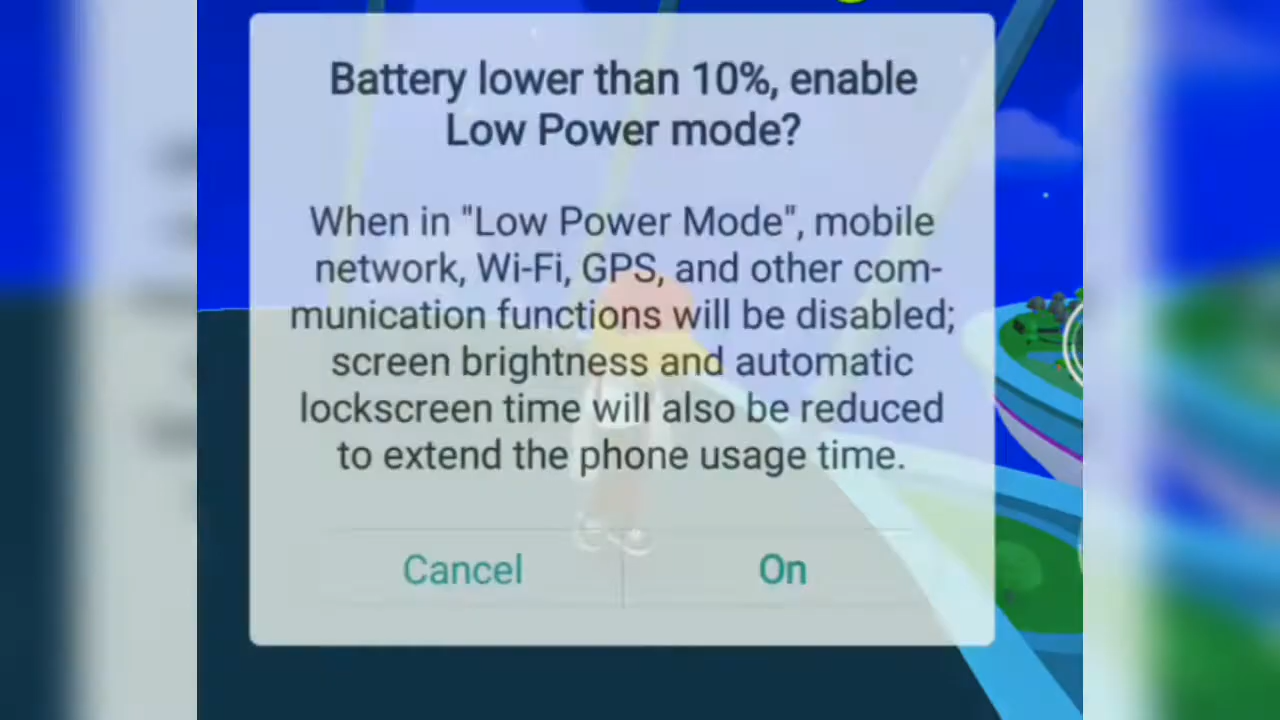 Battery lower than 10%, enable
Low Power mode?
When in "Low Power Mode", mobile
network, Wi-Fi, GPS, and other com-
munication functions will be disabled;
screen brightness and automatic
lockscreen time will also be reduced
to extend the phone usage time.
Cancel
On